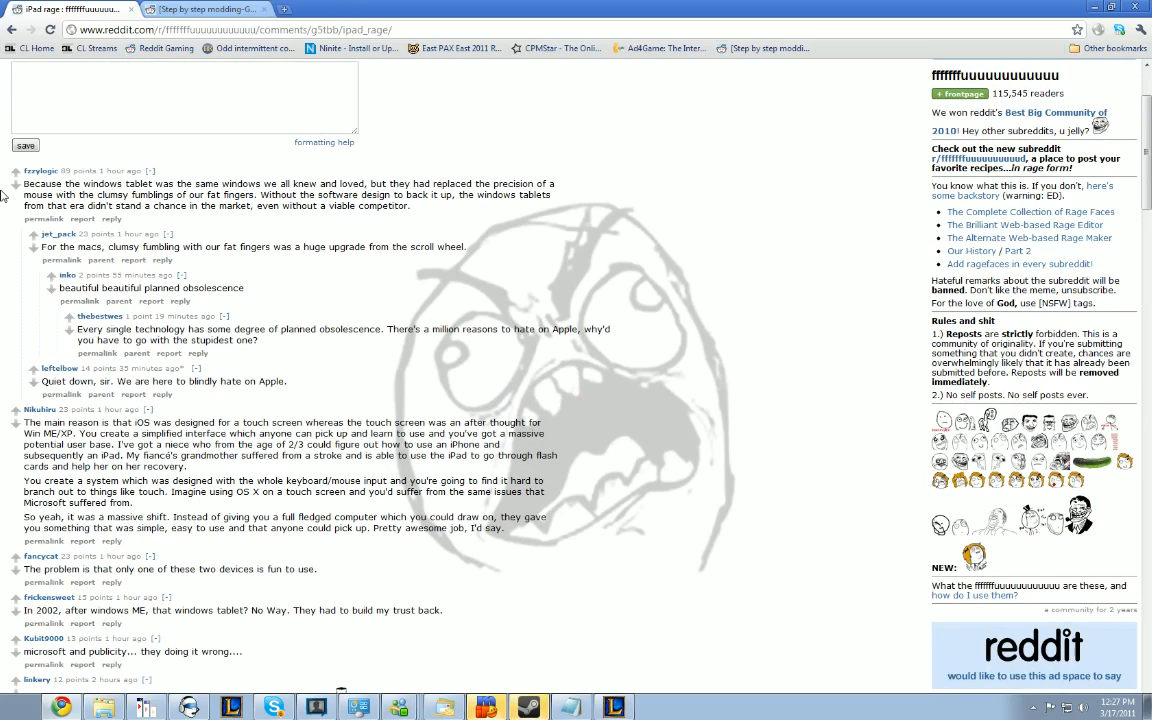 iPad rage : fffffffuuuuuu...
[Step by step modding-G...
www.reddit.com/r/fffffffuuuuuuuuuuuu/comments/g5tbb/ipad_rage/
CL Home
CL Streams
Reddit Gaming
Odd intermittent co...
Ninite - Install or Up...
East PAX East 2011 R...
CPMStar - The Onli...
Ad4Game: The Inter...
[Step by step moddi...
Other bookmarks
formatting help
save
fzzylogic 89 points 1 hour ago [-]
Because the windows tablet was the same windows we all knew and loved, but they had replaced the precision of a
mouse with the clumsy fumblings of our fat fingers. Without the software design to back it up, the windows tablets
from that era didn't stand a chance in the market, even without a viable competitor.
permalink report reply
jet_pack 23 points 1 hour ago [-]
For the macs, clumsy fumbling with our fat fingers was a huge upgrade from the scroll wheel.
permalink parent report reply
inko 2 points 55 minutes ago [-]
beautiful beautiful planned obsolescence
permalink parent report reply
thebestwes 1 point 19 minutes ago [-]
Every single technology has some degree of planned obsolescence. There's a million reasons to hate on Apple, why'd
you have to go with the stupidest one?
permalink parent report reply
leftelbow 14 points 35 minutes ago* [-]
Quiet down, sir. We are here to blindly hate on Apple.
permalink parent report reply
Nikuhiru 23 points 1 hour ago [-]
The main reason is that iOS was designed for a touch screen whereas the touch screen was an after thought for
Win ME/XP. You create a simplified interface which anyone can pick up and learn to use and you've got a massive
potential user base. I've got a niece who from the age of 2/3 could figure out how to use an iPhone and
subsequently an iPad. My fiancé's grandmother suffered from a stroke and is able to use the iPad to go through flash
cards and help her on her recovery.
You create a system which was designed with the whole keyboard/mouse input and you're going to find it hard to
branch out to things like touch. Imagine using OS X on a touch screen and you'd suffer from the same issues that
Microsoft suffered from.
So yeah, it was a massive shift. Instead of giving you a full fledged computer which you could draw on, they gave
you something that was simple, easy to use and that anyone could pick up. Pretty awesome job, I'd say.
permalink report reply
fancycat 23 points 1 hour ago [-]
The problem is that only one of these two devices is fun to use.
permalink report reply
frickensweet 15 points 1 hour ago [-]
In 2002, after windows ME, that windows tablet? No Way. They had to build my trust back.
permalink report reply
Kubit9000 13 points 1 hour ago [-]
microsoft and publicity... they doing it wrong....
permalink report reply
linkery 12 points 2 hours ago [-]
fffffffuuuuuuuuuuuu
+ frontpage 115,545 readers
We won reddit's Best Big Community of
2010! Hey other subreddits, u jelly?
Check out the new subreddit
r/fffffffuuuuuuuuuud, a place to post your
favorite recipes...in rage form!
You know what this is. If you don't, here's
some backstory (warning: ED).
The Complete Collection of Rage Faces
The Brilliant Web-based Rage Editor
The Alternate Web-based Rage Maker
Our History / Part 2
Add ragefaces in every subreddit!
Hateful remarks about the subreddit will be
banned. Don't like the meme, unsubscribe.
For the love of God, use [NSFW] tags.
Rules and shit
1.) Reposts are strictly forbidden. This is a
community of originality. If you're submitting
something that you didn't create, chances are
overwhelmingly likely that it has already been
submitted before. Reposts will be removed
immediately.
2.) No self posts. No self posts ever.
NEW:
What the fffffffuuuuuuuuuuuu are these, and
how do I use them?
a community for 2 years
reddit
would like to use this ad space to say
12:27 PM
3/17/2011